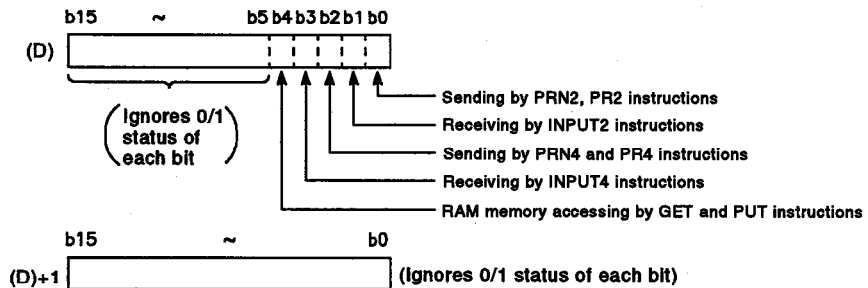 b15 ~ b5 b4 b3 b2 b1 b0
(D)
(Ignores 0/1
status of
each bit)
Sending by PRN2, PR2 instructions
Receiving by INPUT2 instructions
Sending by PRN4 and PR4 instructions
Receiving by INPUT4 instructions
RAM memory accessing by GET and PUT instructions
b15 ~ b0
(D)+1 (Ignores 0/1 status of each bit)